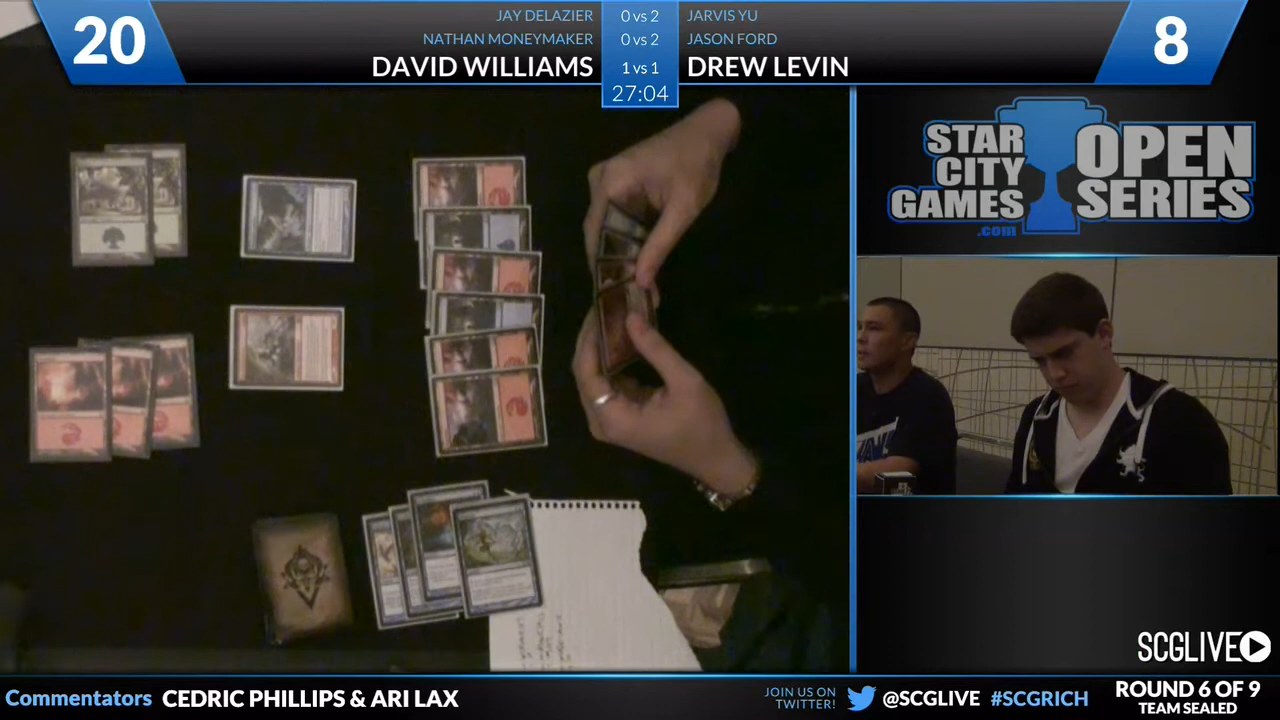 20
JAY DELAZIER 0 vs 2 JARVIS YU
NATHAN MONEYMAKER 0 vs 2 JASON FORD
DAVID WILLIAMS 1 vs 1 DREW LEVIN
27:04
8
STAR
CITY
GAMES
.com
OPEN
SERIES
SCGLIVE
Commentators CEDRIC PHILLIPS & ARI LAX
JOIN US ON
TWITTER!
@SCGLIVE #SCGRICH
ROUND 6 OF 9
TEAM SEALED